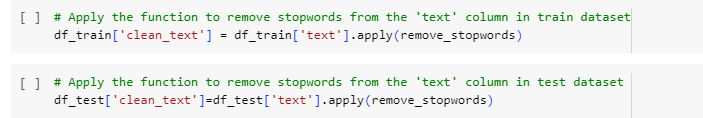 [ ] # Apply the function to remove stopwords from the 'text' column in train dataset
df_train['clean_text'] = df_train['text'].apply(remove_stopwords)
[ ] # Apply the function to remove stopwords from the 'text' column in test dataset
df_test['clean_text']=df_test['text'].apply(remove_stopwords)